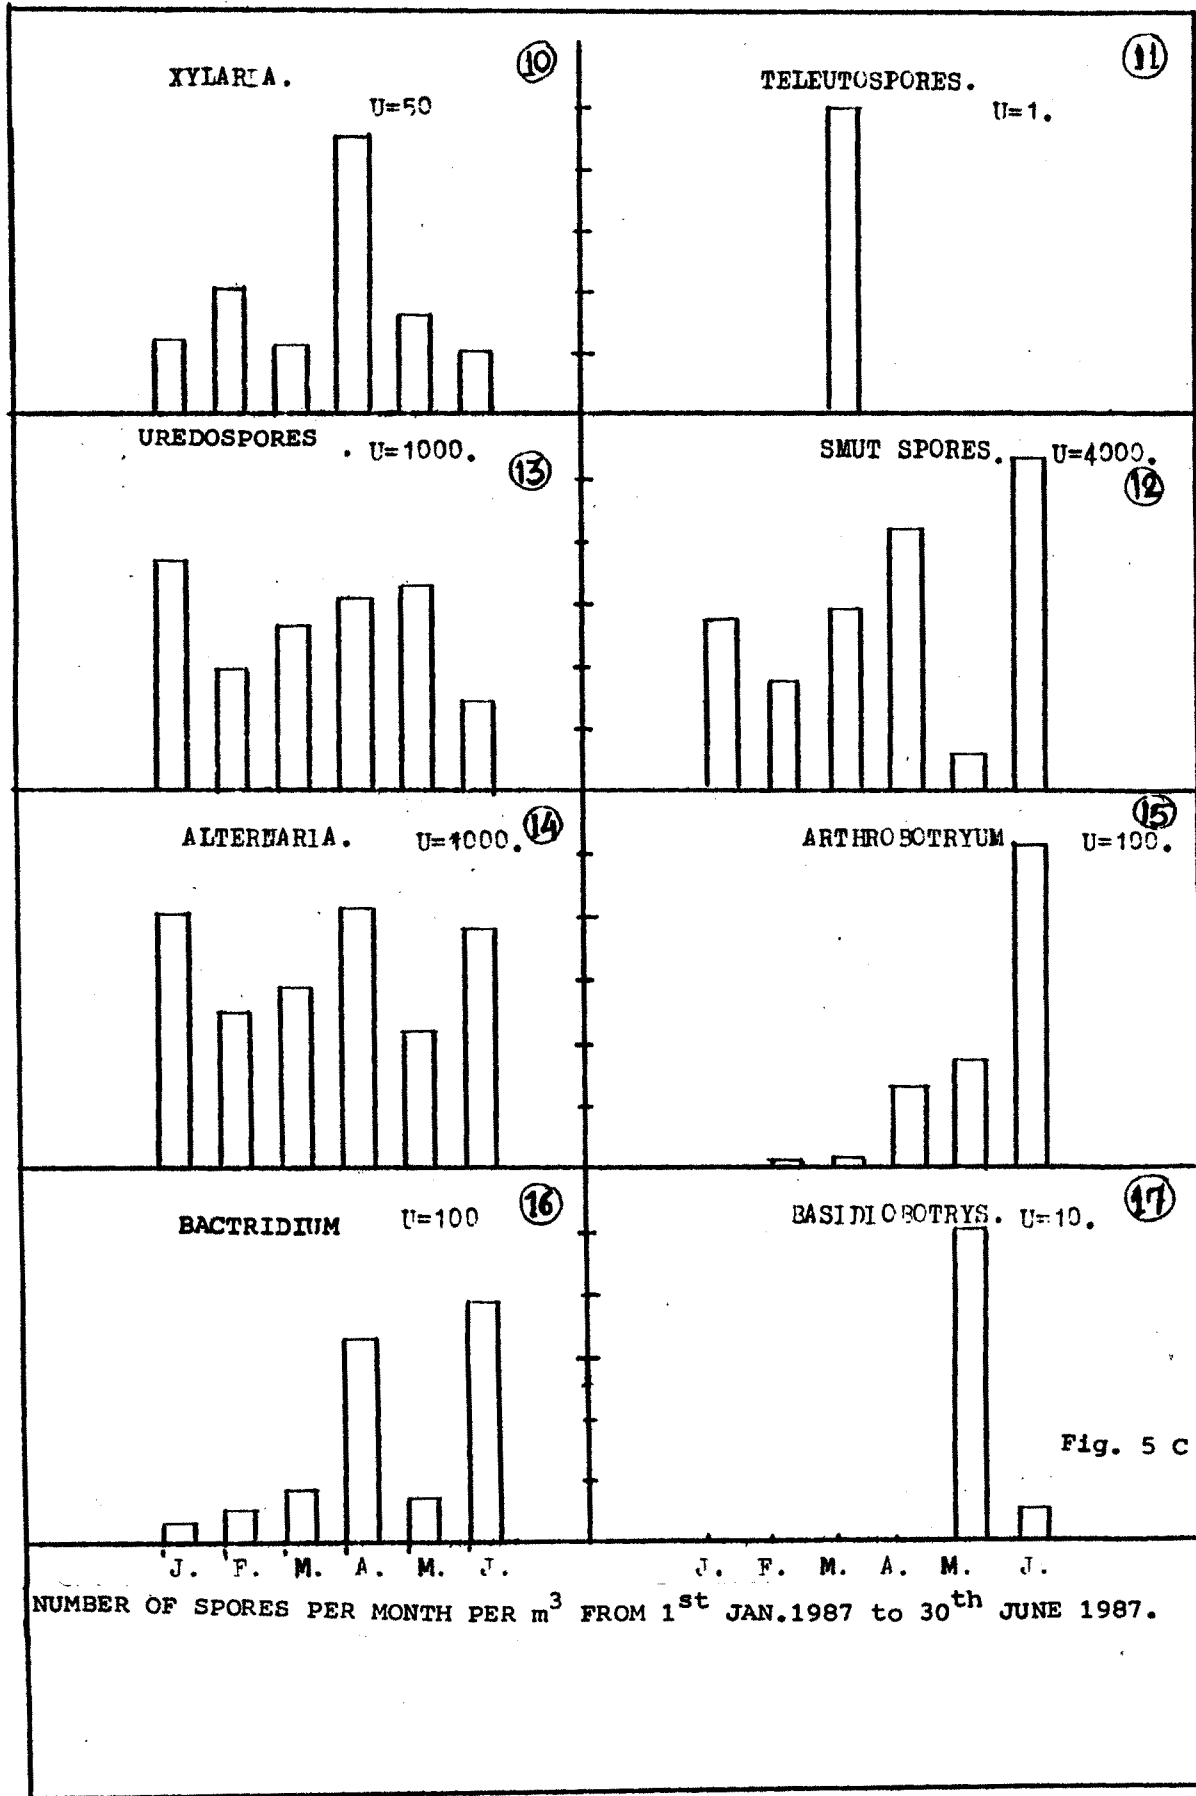 XYLARIA.
U=50
10
TELEUTOSPORES.
U=1.
11
UREDOSPORES
U=1000.
13
SMUT SPORES.
U=4000.
12
ALTERNARIA.
U=1000.
14
ARTHROBOTRYUM
U=100.
15
BACTRIDIUM
U=100
16
BASIDIOBOTRYS. U=10.
17
Fig. 5 C
J. F. M. A. M. J.
J. F. M. A. M. J.
NUMBER OF SPORES PER MONTH PER m³ FROM 1st JAN.1987 to 30th JUNE 1987.